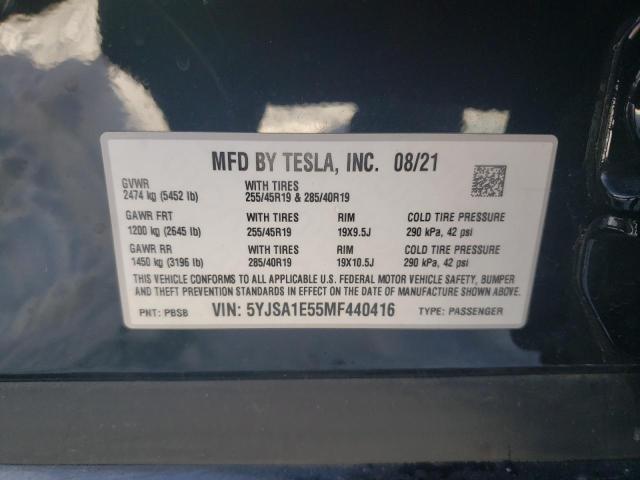 MFD BY TESLA, INC. 08/21
GVWR WITH TIRES
2474 kg (5452 lb) 255/45R19 & 285/40R19
GAWR FRT WITH TIRES RIM COLD TIRE PRESSURE
1200 kg (2645 lb) 255/45R19 19X9.5J 290 kPa, 42 psi
GAWR RR WITH TIRES RIM COLD TIRE PRESSURE
1450 kg (3196 lb) 285/40R19 19X10.5J 290 kPa, 42 psi
THIS VEHICLE CONFORMS TO ALL APPLICABLE U.S. FEDERAL MOTOR VEHICLE SAFETY, BUMPER
AND THEFT PREVENTION STANDARDS IN EFFECT ON THE DATE OF MANUFACTURE SHOWN ABOVE.
PNT: PBSB VIN: 5YJSA1E55MF440416 TYPE: PASSENGER